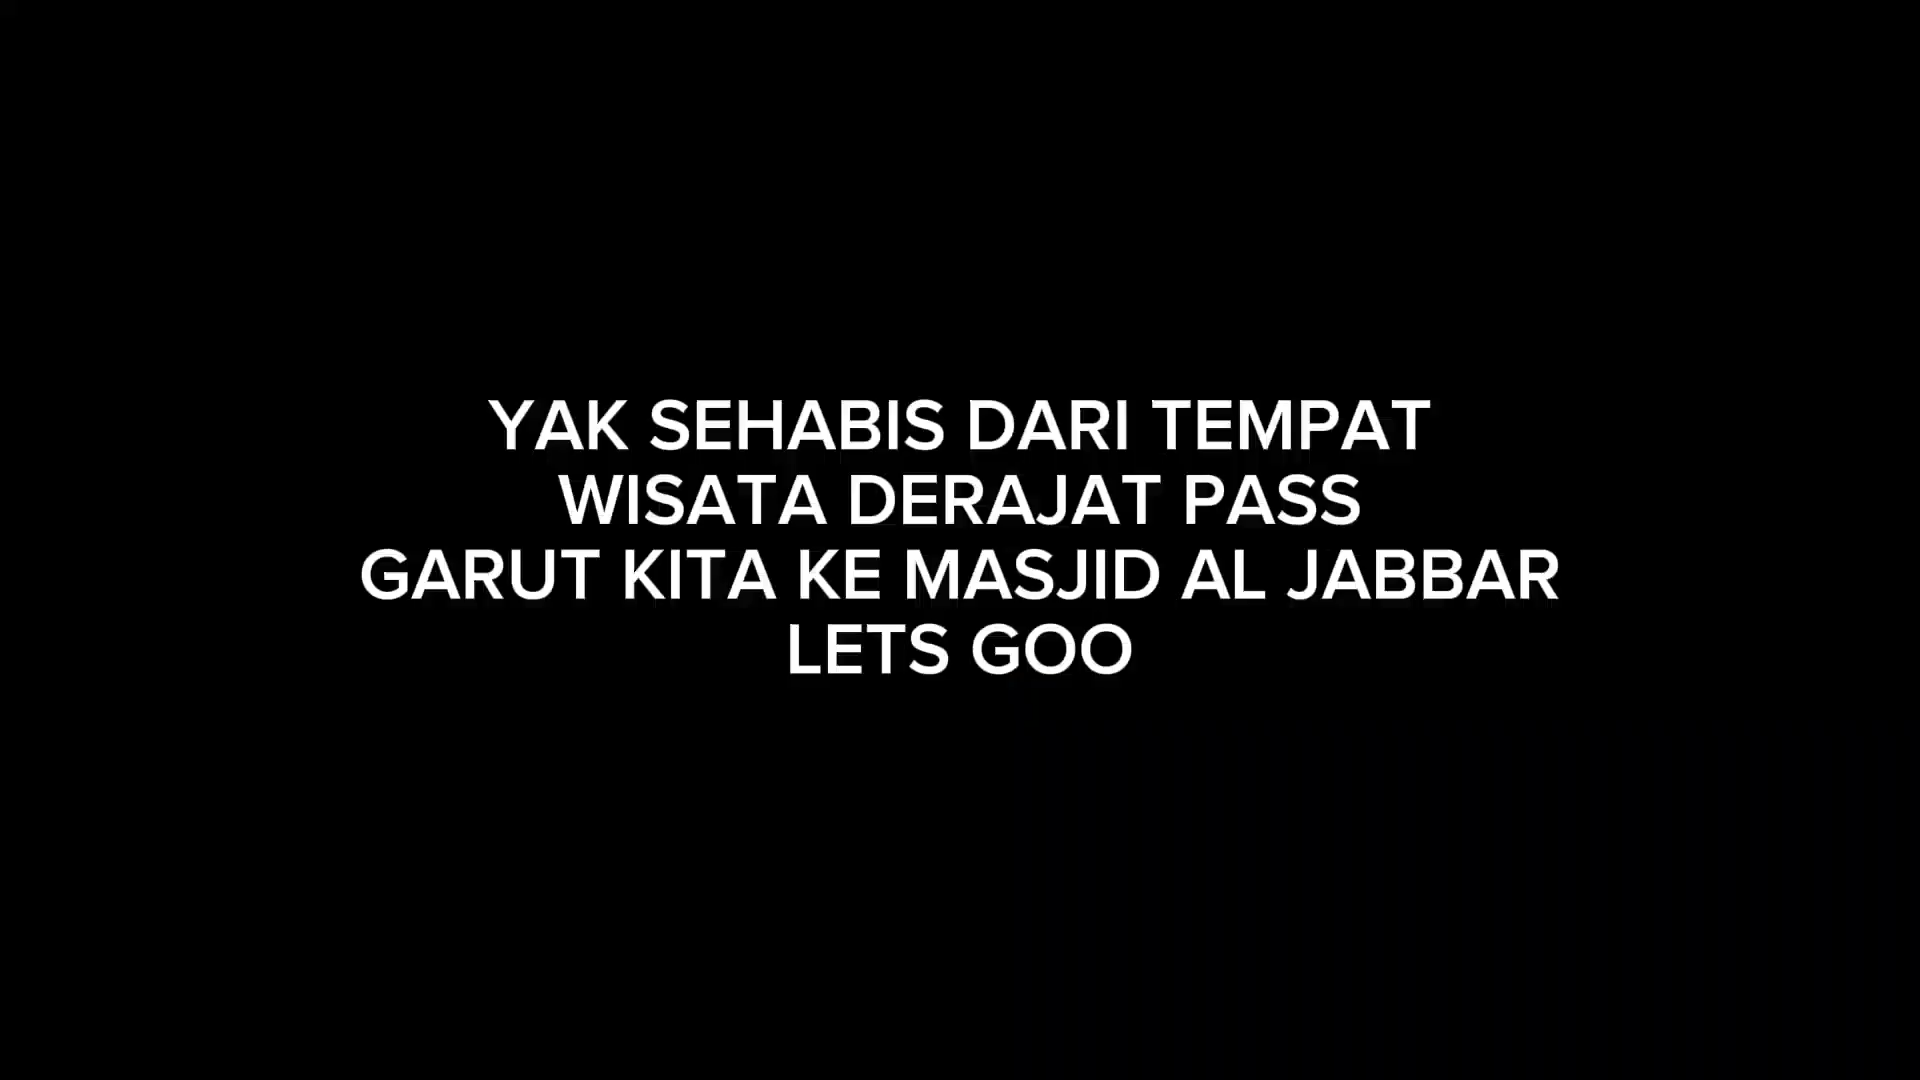 YAK SEHABIS DARI TEMPAT
WISATA DERAJAT PASS
GARUT KITA KE MASJID AL JABBAR
LETS GOO